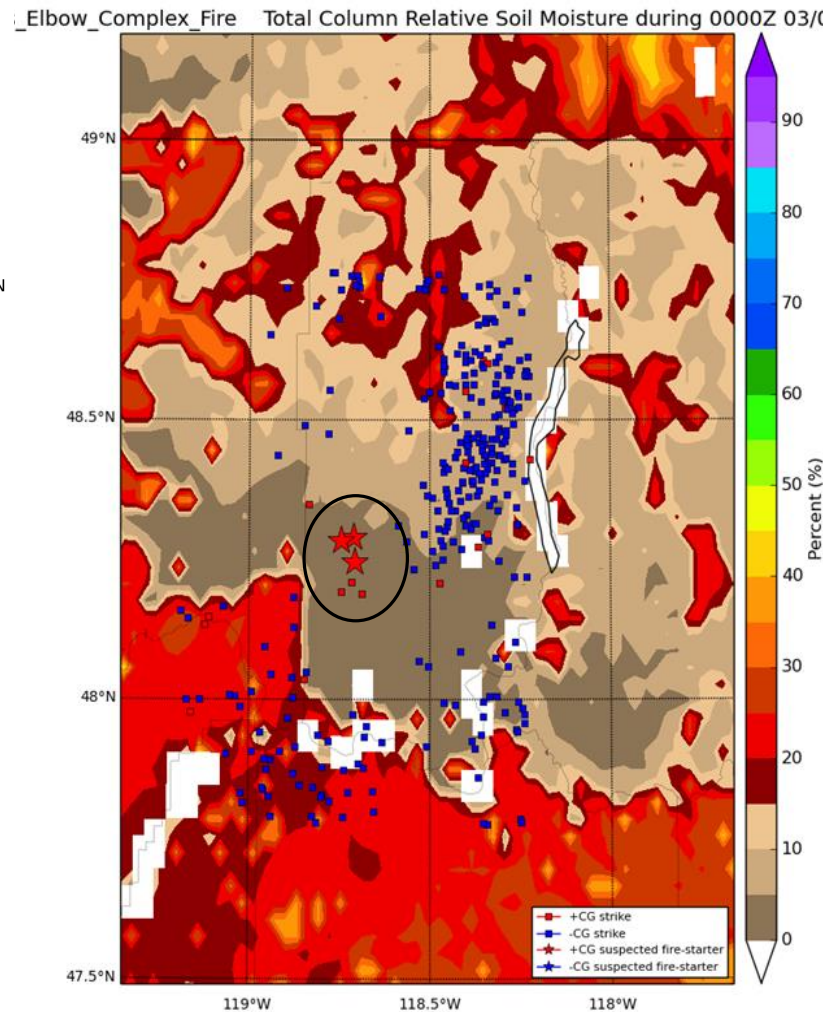 _Elbow_Complex_Fire Total Column Relative Soil Moisture during 0000Z 03/
49°N
48.5°N
48°N
47.5°N
119°W 118.5°W 118°W
N
90
80
70
60
50
40
30
20
10
0
Percent (%)
+CG strike
-CG strike
+CG suspected fire-starter
-CG suspected fire-starter